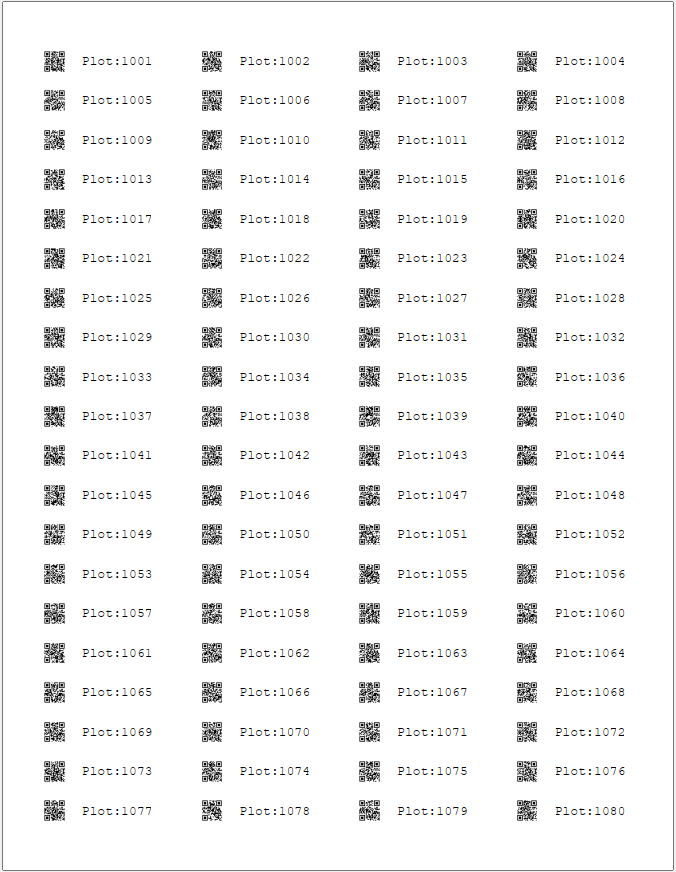 Plot:1001 Plot:1002 Plot:1003 Plot:1004
Plot:1005 Plot:1006 Plot:1007 Plot:1008
Plot:1009 Plot:1010 Plot:1011 Plot:1012
Plot:1013 Plot:1014 Plot:1015 Plot:1016
Plot:1017 Plot:1018 Plot:1019 Plot:1020
Plot:1021 Plot:1022 Plot:1023 Plot:1024
Plot:1025 Plot:1026 Plot:1027 Plot:1028
Plot:1029 Plot:1030 Plot:1031 Plot:1032
Plot:1033 Plot:1034 Plot:1035 Plot:1036
Plot:1037 Plot:1038 Plot:1039 Plot:1040
Plot:1041 Plot:1042 Plot:1043 Plot:1044
Plot:1045 Plot:1046 Plot:1047 Plot:1048
Plot:1049 Plot:1050 Plot:1051 Plot:1052
Plot:1053 Plot:1054 Plot:1055 Plot:1056
Plot:1057 Plot:1058 Plot:1059 Plot:1060
Plot:1061 Plot:1062 Plot:1063 Plot:1064
Plot:1065 Plot:1066 Plot:1067 Plot:1068
Plot:1069 Plot:1070 Plot:1071 Plot:1072
Plot:1073 Plot:1074 Plot:1075 Plot:1076
Plot:1077 Plot:1078 Plot:1079 Plot:1080